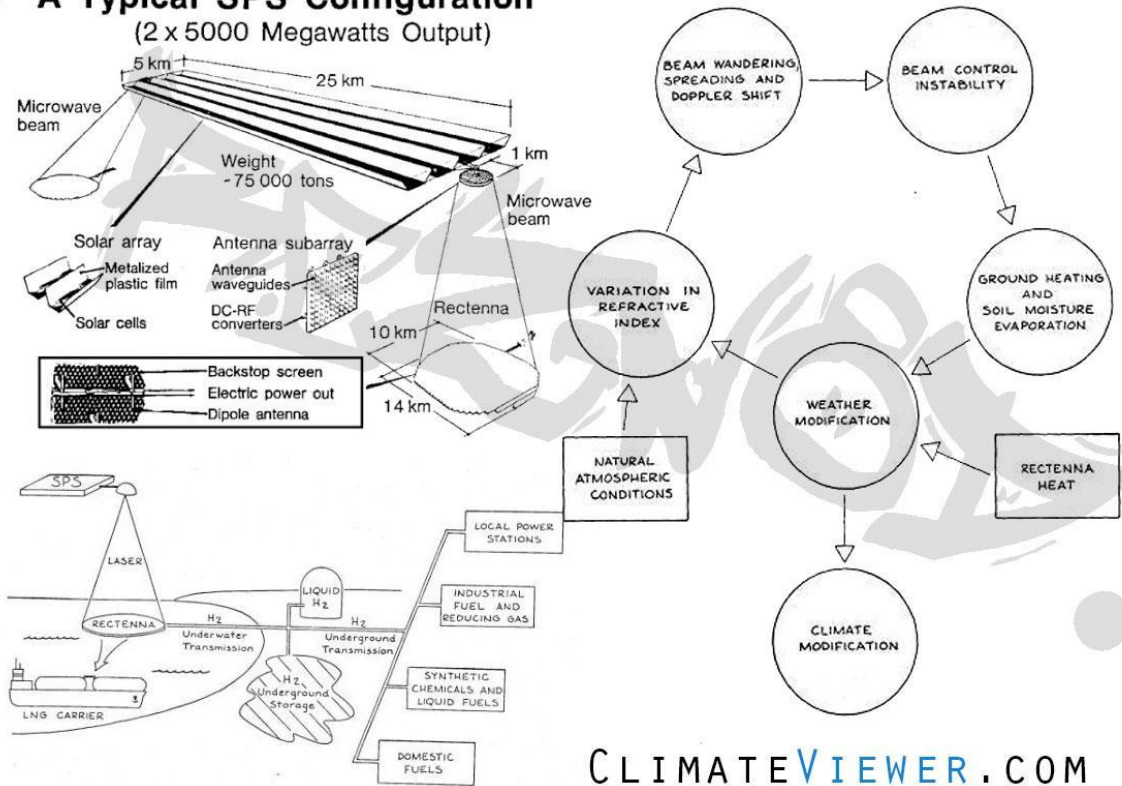 A Typical SPS Configuration
(2 x 5000 Megawatts Output)
5 km
25 km
Microwave
beam
1 km
Weight
~75 000 tons
Microwave
beam
Solar array
Metalized
plastic film
Solar cells
Antenna subarray
Antenna
waveguides
DC-RF
converters
Rectenna
10 km
14 km
Backstop screen
Electric power out
Dipole antenna
SPS
LASER
RECTENNA
LNG CARRIER
H2
Underwater
Transmission
LIQUID
H2
H2
Underground
Transmission
H2
Underground
Storage
LOCAL POWER
STATIONS
INDUSTRIAL
FUEL AND
REDUCING GAS
SYNTHETIC
CHEMICALS AND
LIQUID FUELS
DOMESTIC
FUELS
BEAM WANDERING,
SPREADING AND
DOPPLER SHIFT
BEAM CONTROL
INSTABILITY
VARIATION IN
REFRACTIVE
INDEX
GROUND HEATING
AND
SOIL MOISTURE
EVAPORATION
WEATHER
MODIFICATION
NATURAL
ATMOSPHERIC
CONDITIONS
RECTENNA
HEAT
CLIMATE
MODIFICATION
CLIMATEVIEWER.COM